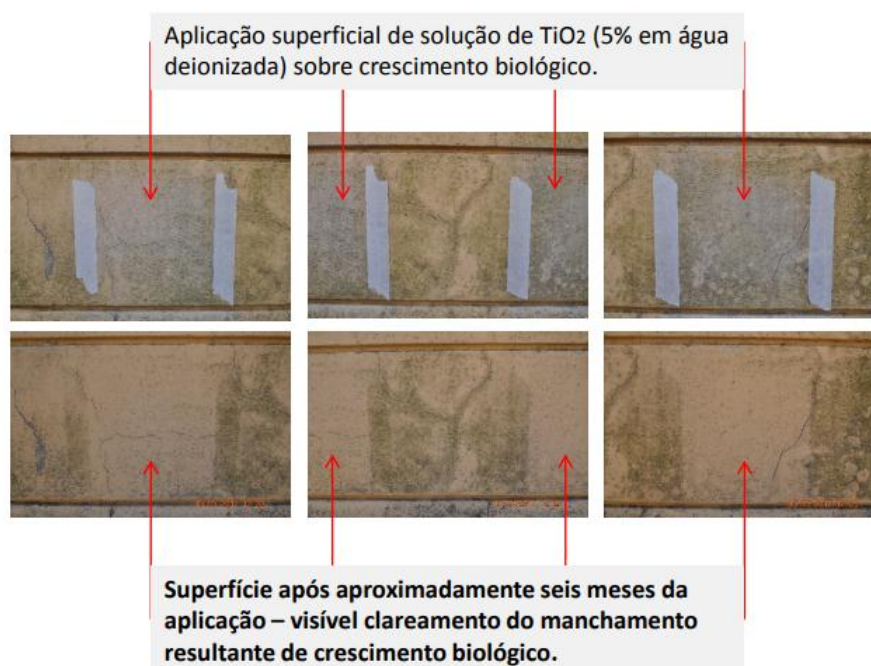 Aplicação superficial de solução de TiO2 (5% em água
deionizada) sobre crescimento biológico.
Superfície após aproximadamente seis meses da
aplicação – visível clareamento do manchamento
resultante de crescimento biológico.